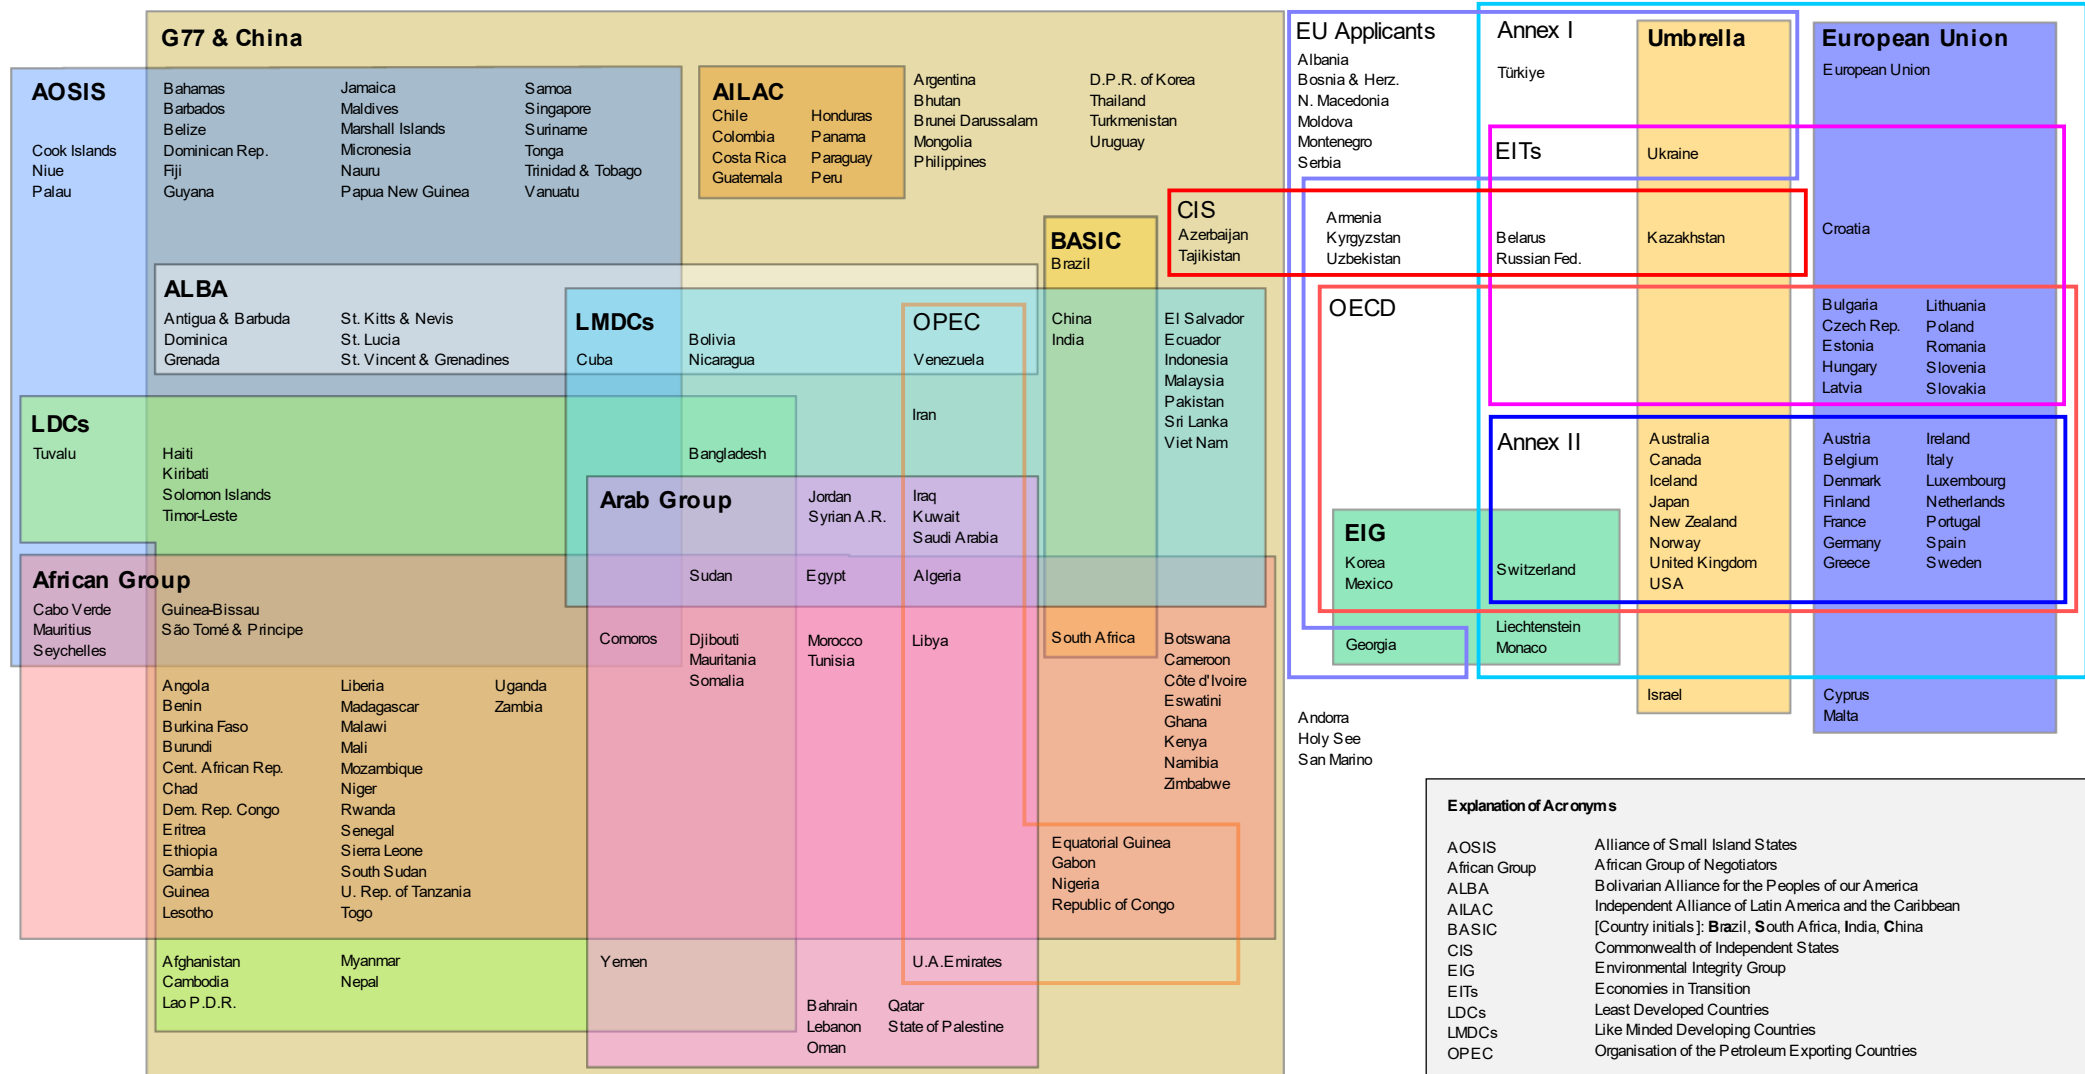 G77 & China
AOSIS
Cook Islands
Niue
Palau
Bahamas
Barbados
Belize
Dominican Rep.
Fiji
Guyana
Jamaica
Maldives
Marshall Islands
Micronesia
Nauru
Papua New Guinea
Samoa
Singapore
Suriname
Tonga
Trinidad & Tobago
Vanuatu
AILAC
Chile
Colombia
Costa Rica
Guatemala
Honduras
Panama
Paraguay
Peru
Argentina
Bhutan
Brunei Darussalam
Mongolia
Philippines
D.P.R. of Korea
Thailand
Turkmenistan
Uruguay
ALBA
Antigua & Barbuda
Dominica
Grenada
St. Kitts & Nevis
St. Lucia
St. Vincent & Grenadines
LMDCs
Cuba
Bolivia
Nicaragua
OPEC
Venezuela
Iran
BASIC
Brazil
China
India
El Salvador
Ecuador
Indonesia
Malaysia
Pakistan
Sri Lanka
Viet Nam
CIS
Azerbaijan
Tajikistan
Armenia
Kyrgyzstan
Uzbekistan
Belarus
Russian Fed.
Kazakhstan
LDCs
Tuvalu
Haiti
Kiribati
Solomon Islands
Timor-Leste
Bangladesh
Arab Group
Jordan
Syrian A.R.
Iraq
Kuwait
Saudi Arabia
African Group
Cabo Verde
Mauritius
Seychelles
Guinea-Bissau
São Tomé & Principe
Sudan
Egypt
Algeria
Comoros
Djibouti
Mauritania
Somalia
Morocco
Tunisia
Libya
South Africa
Botswana
Cameroon
Côte d'Ivoire
Eswatini
Ghana
Kenya
Namibia
Zimbabwe
Angola
Benin
Burkina Faso
Burundi
Cent. African Rep.
Chad
Dem. Rep. Congo
Eritrea
Ethiopia
Gambia
Guinea
Lesotho
Liberia
Madagascar
Malawi
Mali
Mozambique
Niger
Rwanda
Senegal
Sierra Leone
South Sudan
U. Rep. of Tanzania
Togo
Uganda
Zambia
Equatorial Guinea
Gabon
Nigeria
Republic of Congo
Afghanistan
Cambodia
Lao P.D.R.
Myanmar
Nepal
Yemen
U.A.Emirates
Bahrain
Lebanon
Oman
Qatar
State of Palestine
EU Applicants
Albania
Bosnia & Herz.
N. Macedonia
Moldova
Montenegro
Serbia
Annex I
Türkiye
Umbrella
European Union
European Union
EITs
Ukraine
Croatia
OECD
Bulgaria
Czech Rep.
Estonia
Hungary
Latvia
Lithuania
Poland
Romania
Slovenia
Slovakia
Annex II
Australia
Canada
Iceland
Japan
New Zealand
Norway
United Kingdom
USA
Austria
Belgium
Denmark
Finland
France
Germany
Greece
Ireland
Italy
Luxembourg
Netherlands
Portugal
Spain
Sweden
EIG
Korea
Mexico
Switzerland
Georgia
Liechtenstein
Monaco
Israel
Cyprus
Malta
Andorra
Holy See
San Marino
Explanation of Acronyms
AOSIS Alliance of Small Island States
African Group African Group of Negotiators
ALBA Bolivarian Alliance for the Peoples of our America
AILAC Independent Alliance of Latin America and the Caribbean
BASIC [Country initials]: Brazil, South Africa, India, China
CIS Commonwealth of Independent States
EIG Environmental Integrity Group
EITs Economies in Transition
LDCs Least Developed Countries
LMDCs Like Minded Developing Countries
OPEC Organisation of the Petroleum Exporting Countries